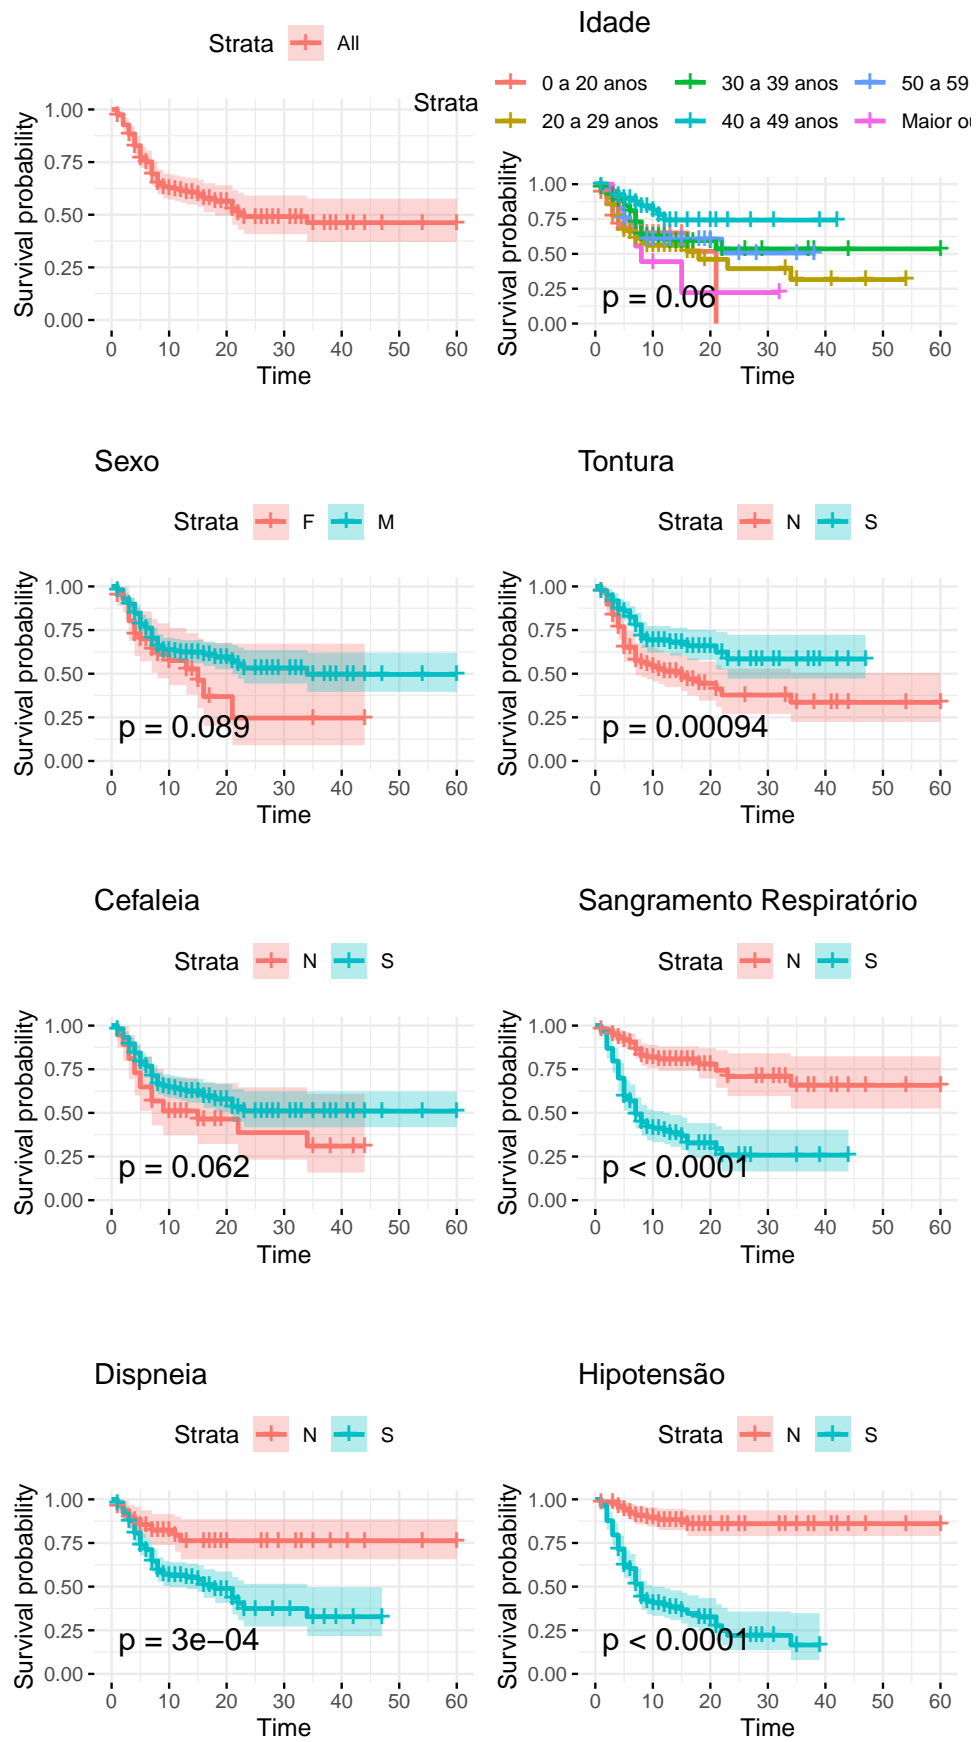 Strata All
Survival probability
1.00
0.75
0.50
0.25
0.00
0 10 20 30 40 50 60
Time
Idade
Strata
0 a 20 anos 30 a 39 anos 50 a 59
20 a 29 anos 40 a 49 anos Maior ou
Survival probability
1.00
0.75
0.50
0.25
0.00
p = 0.06
0 10 20 30 40 50 60
Time
Sexo
Strata F M
Survival probability
1.00
0.75
0.50
0.25
0.00
p = 0.089
0 10 20 30 40 50 60
Time
Tontura
Strata N S
Survival probability
1.00
0.75
0.50
0.25
0.00
p = 0.00094
0 10 20 30 40 50 60
Time
Cefaleia
Strata N S
Survival probability
1.00
0.75
0.50
0.25
0.00
p = 0.062
0 10 20 30 40 50 60
Time
Sangramento Respiratório
Strata N S
Survival probability
1.00
0.75
0.50
0.25
0.00
p < 0.0001
0 10 20 30 40 50 60
Time
Dispneia
Strata N S
Survival probability
1.00
0.75
0.50
0.25
0.00
p = 3e−04
0 10 20 30 40 50 60
Time
Hipotensão
Strata N S
Survival probability
1.00
0.75
0.50
0.25
0.00
p < 0.0001
0 10 20 30 40 50 60
Time